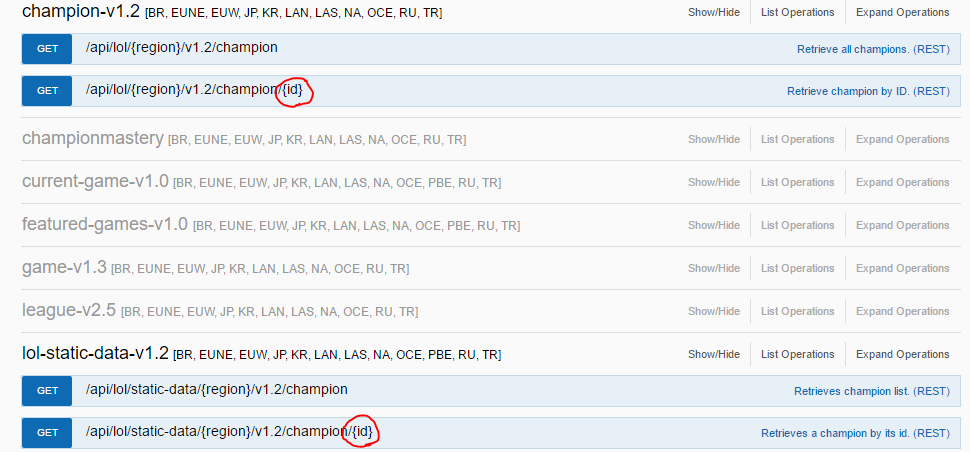 champion-v1.2 [BR, EUNE, EUW, JP, KR, LAN, LAS, NA, OCE, RU, TR] Show/Hide List Operations Expand Operations
GET /api/lol/{region}/v1.2/champion Retrieve all champions. (REST)
GET /api/lol/{region}/v1.2/champion/{id} Retrieve champion by ID. (REST)
championmastery [BR, EUNE, EUW, JP, KR, LAN, LAS, NA, OCE, RU, TR] Show/Hide List Operations Expand Operations
current-game-v1.0 [BR, EUNE, EUW, JP, KR, LAN, LAS, NA, OCE, PBE, RU, TR] Show/Hide List Operations Expand Operations
featured-games-v1.0 [BR, EUNE, EUW, JP, KR, LAN, LAS, NA, OCE, PBE, RU, TR] Show/Hide List Operations Expand Operations
game-v1.3 [BR, EUNE, EUW, JP, KR, LAN, LAS, NA, OCE, RU, TR] Show/Hide List Operations Expand Operations
league-v2.5 [BR, EUNE, EUW, JP, KR, LAN, LAS, NA, OCE, RU, TR] Show/Hide List Operations Expand Operations
lol-static-data-v1.2 [BR, EUNE, EUW, JP, KR, LAN, LAS, NA, OCE, PBE, RU, TR] Show/Hide List Operations Expand Operations
GET /api/lol/static-data/{region}/v1.2/champion Retrieves champion list. (REST)
GET /api/lol/static-data/{region}/v1.2/champion/{id} Retrieves a champion by its id. (REST)